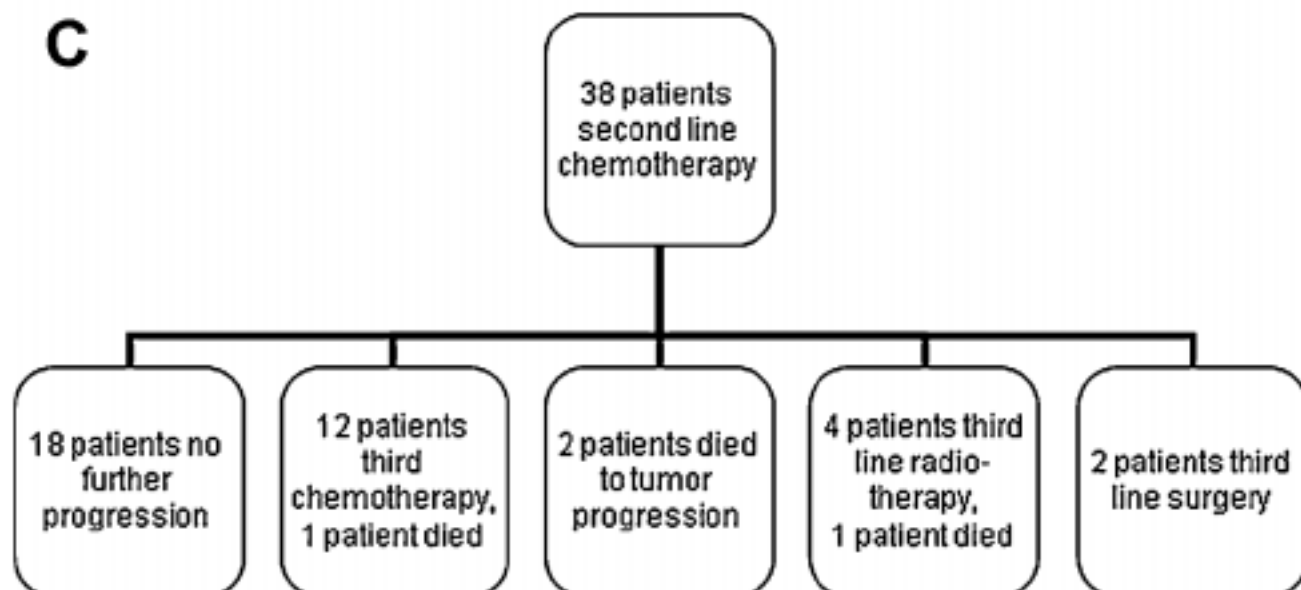 C
38 patients
second line
chemotherapy
18 patients no
further
progression
12 patients
third
chemotherapy,
1 patient died
2 patients died
to tumor
progression
4 patients third
line radio-
therapy,
1 patient died
2 patients third
line surgery